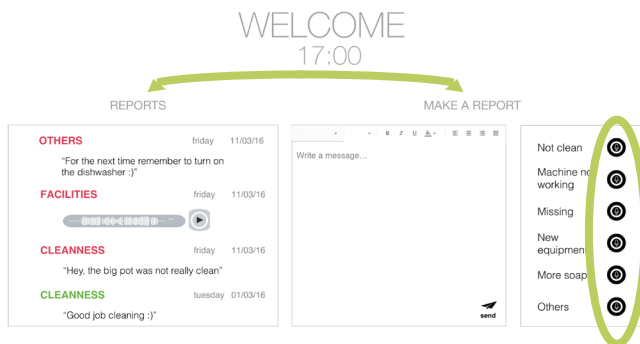 WELCOME
17:00
REPORTS
MAKE A REPORT
OTHERS friday 11/03/16
“For the next time remember to turn on
the dishwasher :)”
FACILITIES friday 11/03/16
CLEANNESS friday 11/03/16
“Hey, the big pot was not really clean”
CLEANNESS tuesday 01/03/16
“Good job cleaning :)”
B I U A
Write a message...
send
Not clean
Machine no
working
Missing
New
equipment
More soap
Others